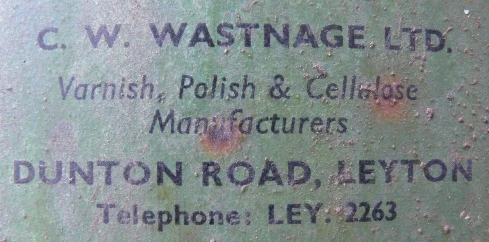 C. W. WASTNAGE LTD.
Varnish, Polish & Cellulose
Manufacturers
DUNTON ROAD, LEYTON
Telephone: LEY. 2263